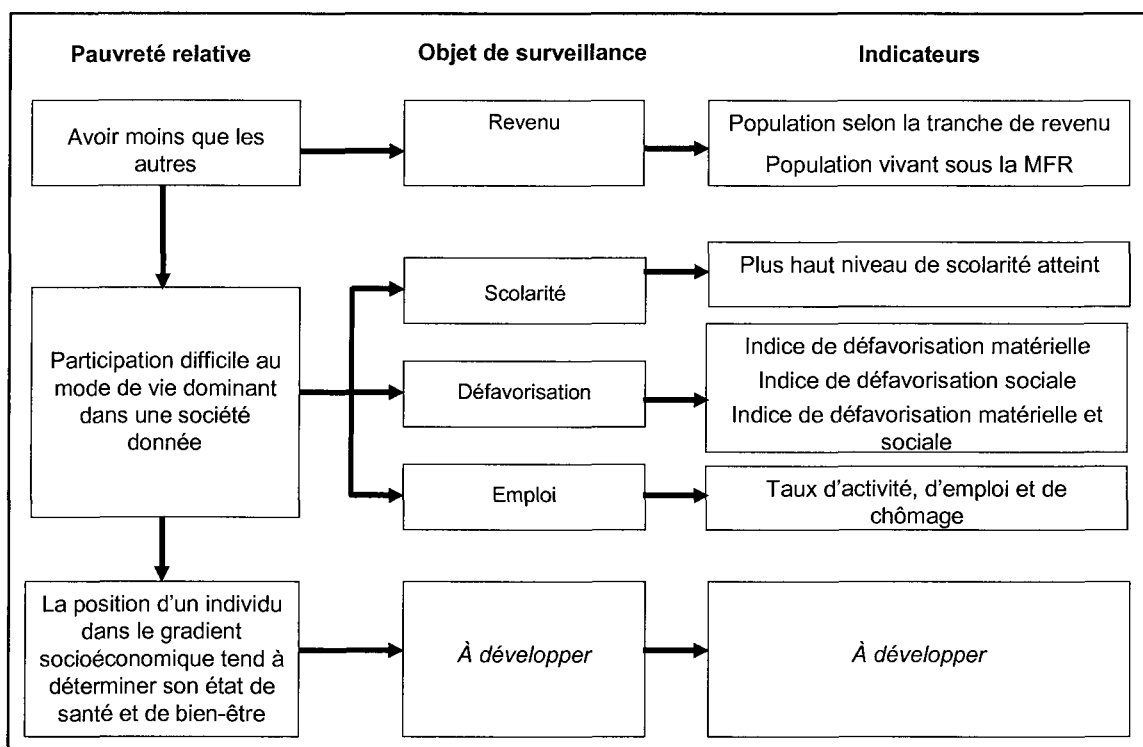 Pauvreté relative
Objet de surveillance
Indicateurs
Avoir moins que les
autres
Revenu
Population selon la tranche de revenu
Population vivant sous la MFR
Participation difficile au
mode de vie dominant
dans une société
donnée
Scolarité
Plus haut niveau de scolarité atteint
Défavorisation
Indice de défavorisation matérielle
Indice de défavorisation sociale
Indice de défavorisation matérielle et
sociale
Emploi
Taux d'activité, d'emploi et de
chômage
La position d'un individu
dans le gradient
socioéconomique tend à
déterminer son état de
santé et de bien-être
À développer
À développer